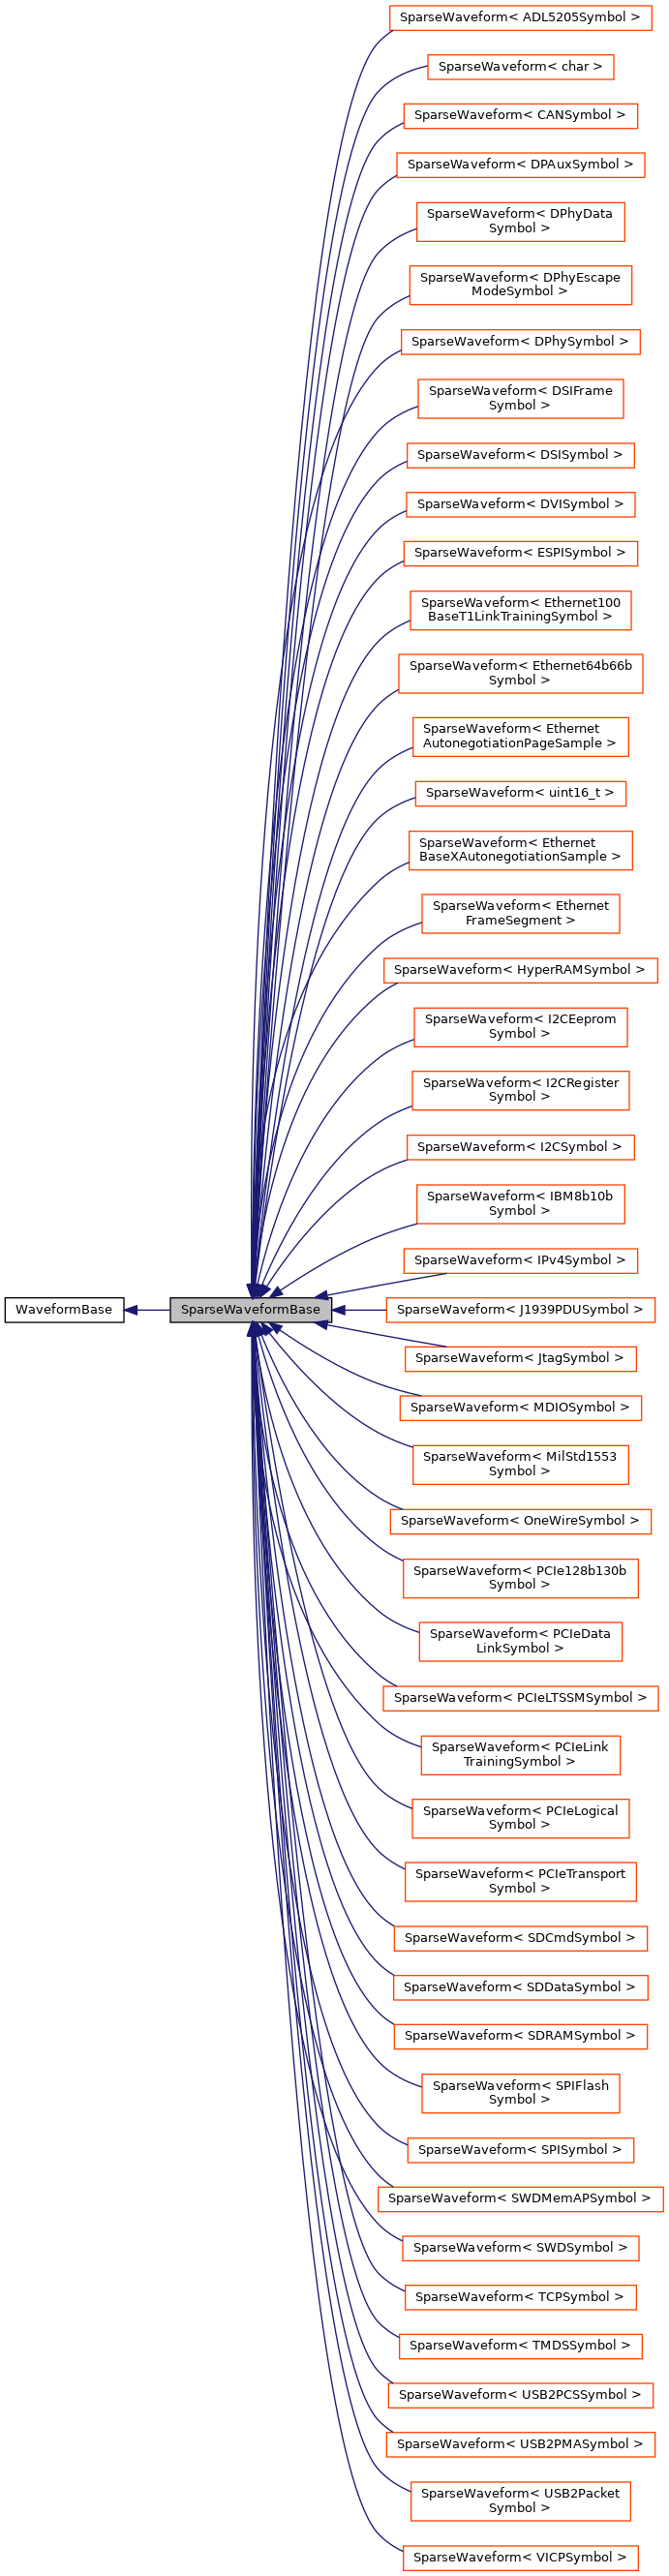 SparseWaveform< ADL5205Symbol >
SparseWaveform< char >
SparseWaveform< CANSymbol >
SparseWaveform< DPAuxSymbol >
SparseWaveform< DPhyData
Symbol >
SparseWaveform< DPhyEscape
ModeSymbol >
SparseWaveform< DPhySymbol >
SparseWaveform< DSIFrame
Symbol >
SparseWaveform< DSISymbol >
SparseWaveform< DVISymbol >
SparseWaveform< ESPISymbol >
SparseWaveform< Ethernet100
BaseT1LinkTrainingSymbol >
SparseWaveform< Ethernet64b66b
Symbol >
SparseWaveform< Ethernet
AutonegotiationPageSample >
SparseWaveform< uint16_t >
SparseWaveform< Ethernet
BaseXAutonegotiationSample >
SparseWaveform< Ethernet
FrameSegment >
SparseWaveform< HyperRAMSymbol >
SparseWaveform< I2CEeprom
Symbol >
SparseWaveform< I2CRegister
Symbol >
SparseWaveform< I2CSymbol >
SparseWaveform< IBM8b10b
Symbol >
SparseWaveform< IPv4Symbol >
WaveformBase
SparseWaveformBase
SparseWaveform< J1939PDUSymbol >
SparseWaveform< JtagSymbol >
SparseWaveform< MDIOSymbol >
SparseWaveform< MilStd1553
Symbol >
SparseWaveform< OneWireSymbol >
SparseWaveform< PCIe128b130b
Symbol >
SparseWaveform< PCIeData
LinkSymbol >
SparseWaveform< PCIeLTSSMSymbol >
SparseWaveform< PCIeLink
TrainingSymbol >
SparseWaveform< PCIeLogical
Symbol >
SparseWaveform< PCIeTransport
Symbol >
SparseWaveform< SDCmdSymbol >
SparseWaveform< SDDataSymbol >
SparseWaveform< SDRAMSymbol >
SparseWaveform< SPIFlash
Symbol >
SparseWaveform< SPISymbol >
SparseWaveform< SWDMemAPSymbol >
SparseWaveform< SWDSymbol >
SparseWaveform< TCPSymbol >
SparseWaveform< TMDSSymbol >
SparseWaveform< USB2PCSSymbol >
SparseWaveform< USB2PMASymbol >
SparseWaveform< USB2Packet
Symbol >
SparseWaveform< VICPSymbol >